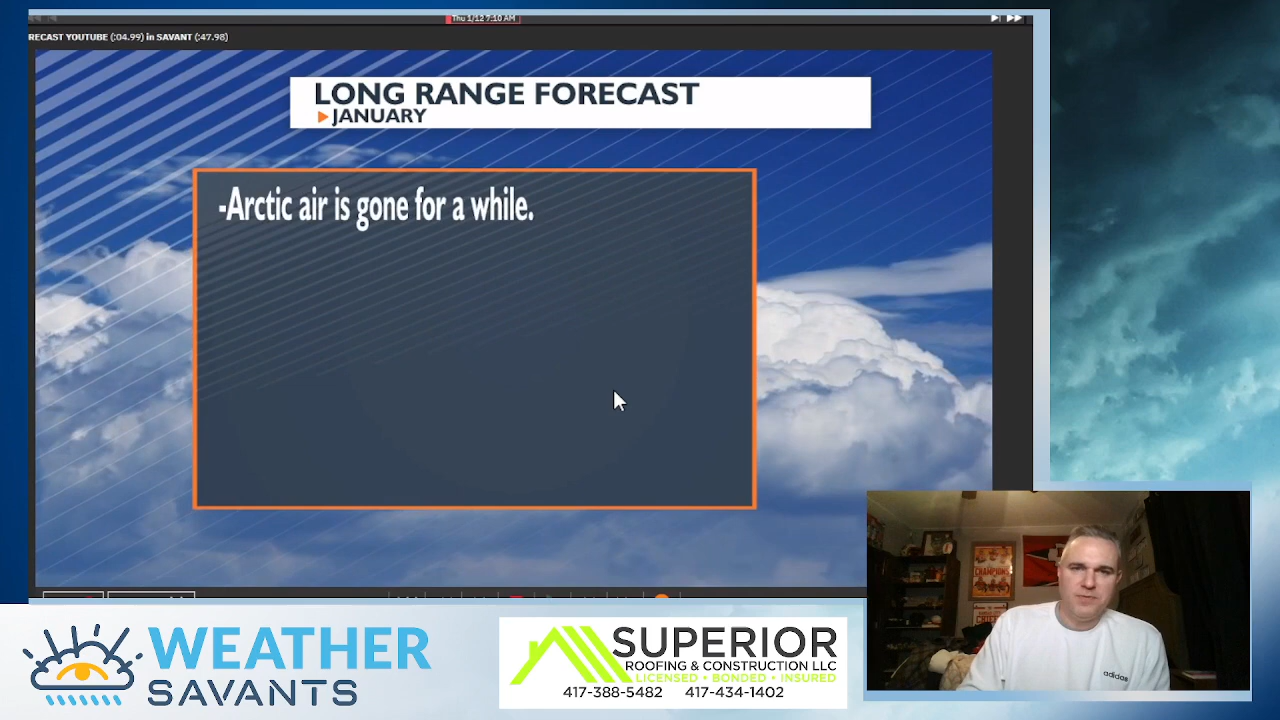 Thu 1/12 7:10 AM
RECAST YOUTUBE (:04.99) in SAVANT (:47.98)
LONG RANGE FORECAST
JANUARY
-Arctic air is gone for a while.
CHAMPIONS
adidas
WEATHER
SAVANTS
SUPERIOR
ROOFING & CONSTRUCTION LLC
LICENSED • BONDED • INSURED
417-388-5482 417-434-1402